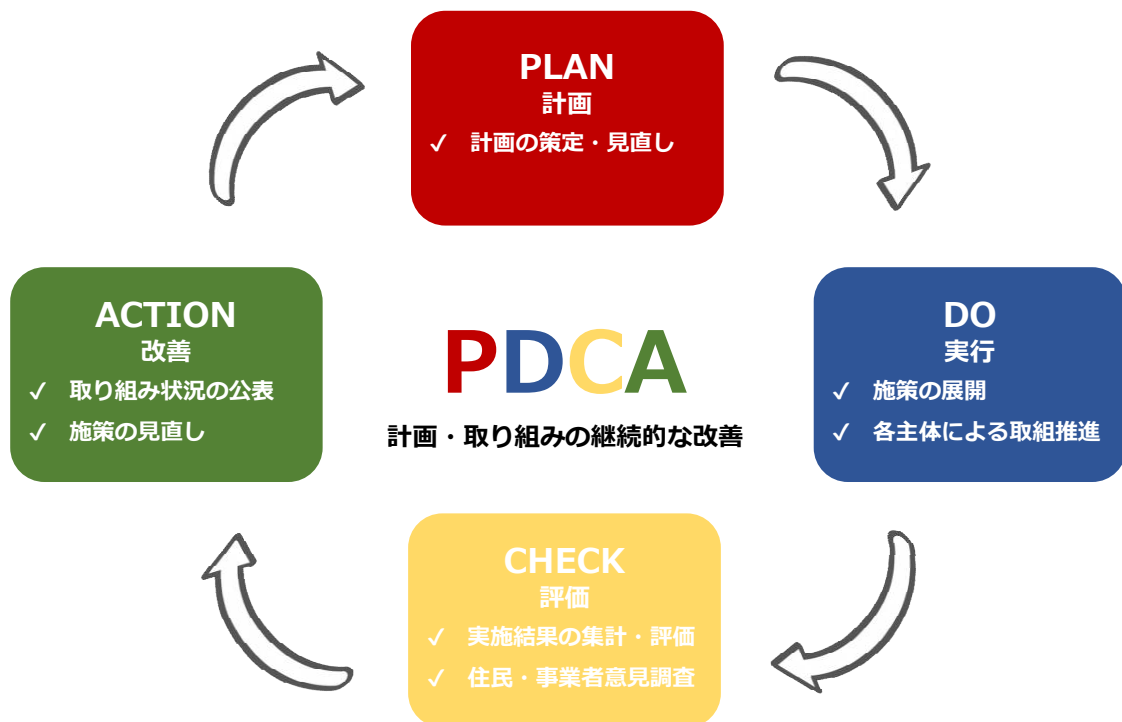 PLAN
計画
✓ 計画の策定・見直し
ACTION
改善
✓ 取り組み状況の公表
✓ 施策の見直し
PDCA
計画・取り組みの継続的な改善
DO
実行
✓ 施策の展開
✓ 各主体による取組推進
CHECK
評価
✓ 実施結果の集計・評価
✓ 住民・事業者意見調査